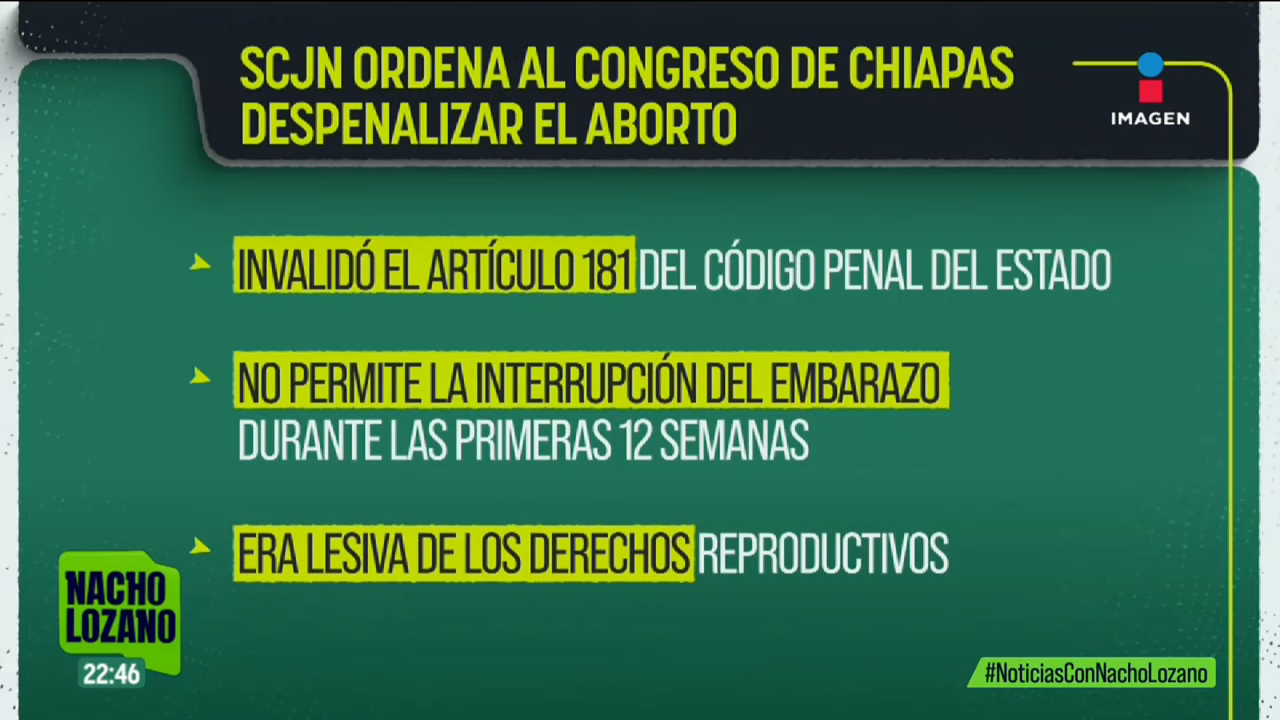 SCJN ORDENA AL CONGRESO DE CHIAPAS
DESPENALIZAR EL ABORTO
IMAGEN
INVALIDÓ EL ARTÍCULO 181 DEL CÓDIGO PENAL DEL ESTADO
NO PERMITE LA INTERRUPCIÓN DEL EMBARAZO
DURANTE LAS PRIMERAS 12 SEMANAS
ERA LESIVA DE LOS DERECHOS REPRODUCTIVOS
NACHO
LOZANO
22:46
#NoticiasConNachoLozano